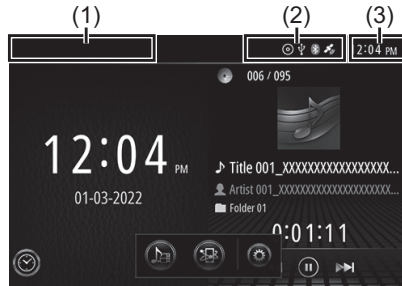 (1)
(2)
(3)
2:04 PM
006 / 095
12:04 PM
01-03-2022
Title 001_XXXXXXXXXXXXXXXXX...
Artist 001_XXXXXXXXXXXXXXXXX...
Folder 01
0:01:11